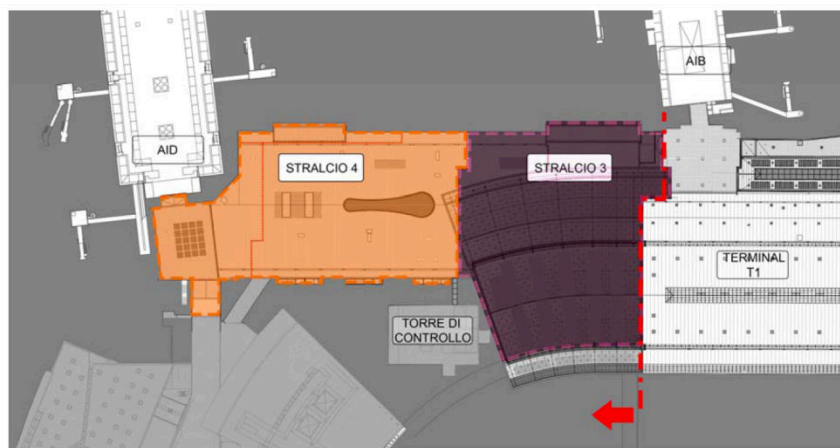 AIB
AID
STRALCIO 4
STRALCIO 3
TERMINAL
T1
TORRE DI
CONTROLLO